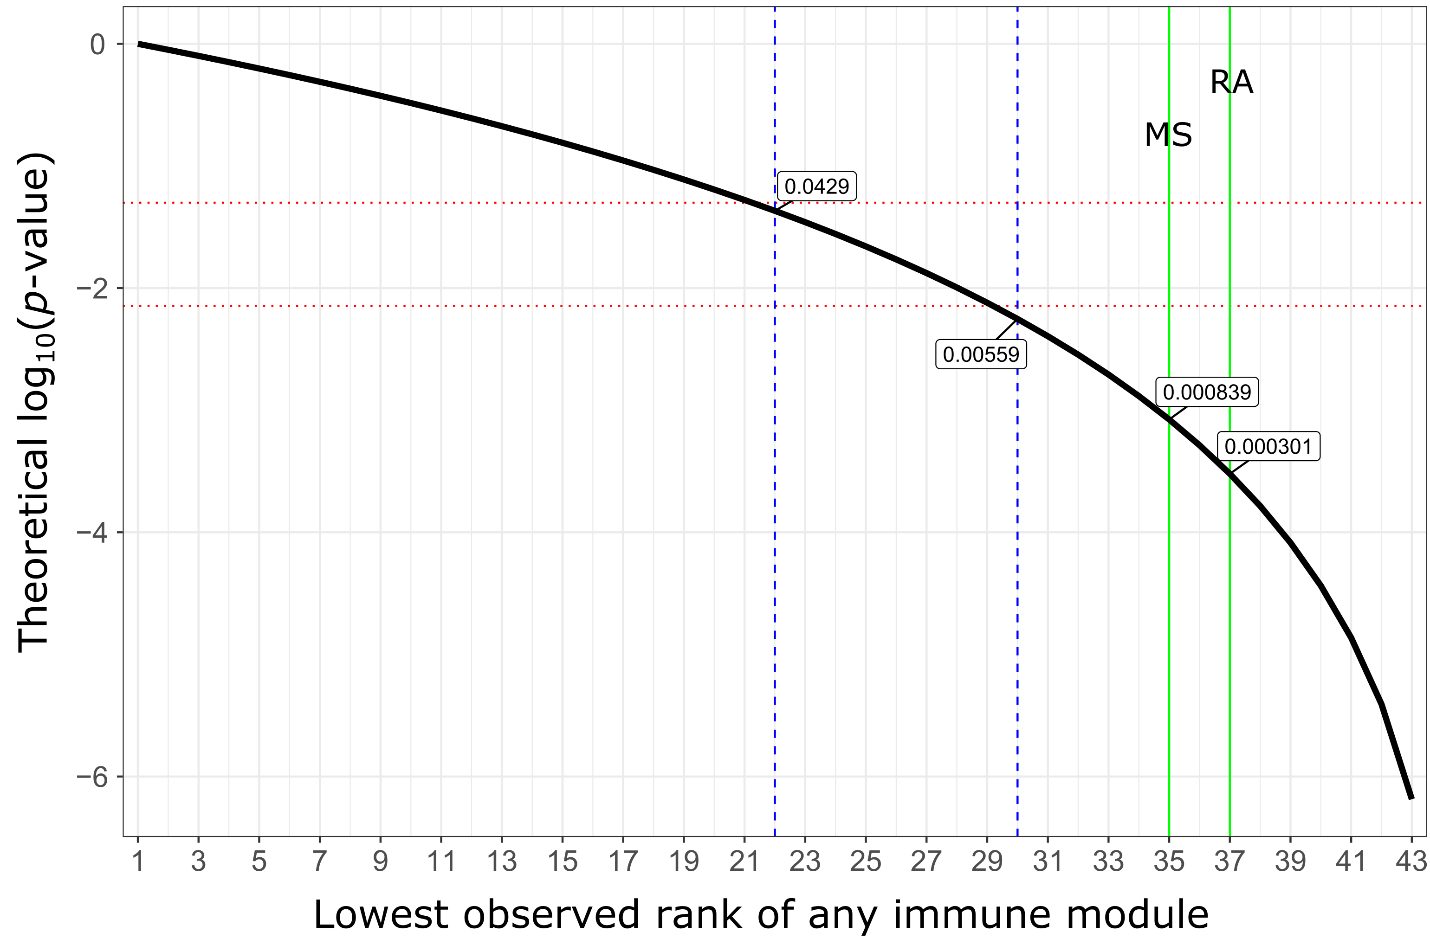 Theoretical log₁₀(p-value)
0
−2
−4
−6
RA
MS
0.0429
0.00559
0.000839
0.000301
1 3 5 7 9 11 13 15 17 19 21 23 25 27 29 31 33 35 37 39 41 43
Lowest observed rank of any immune module